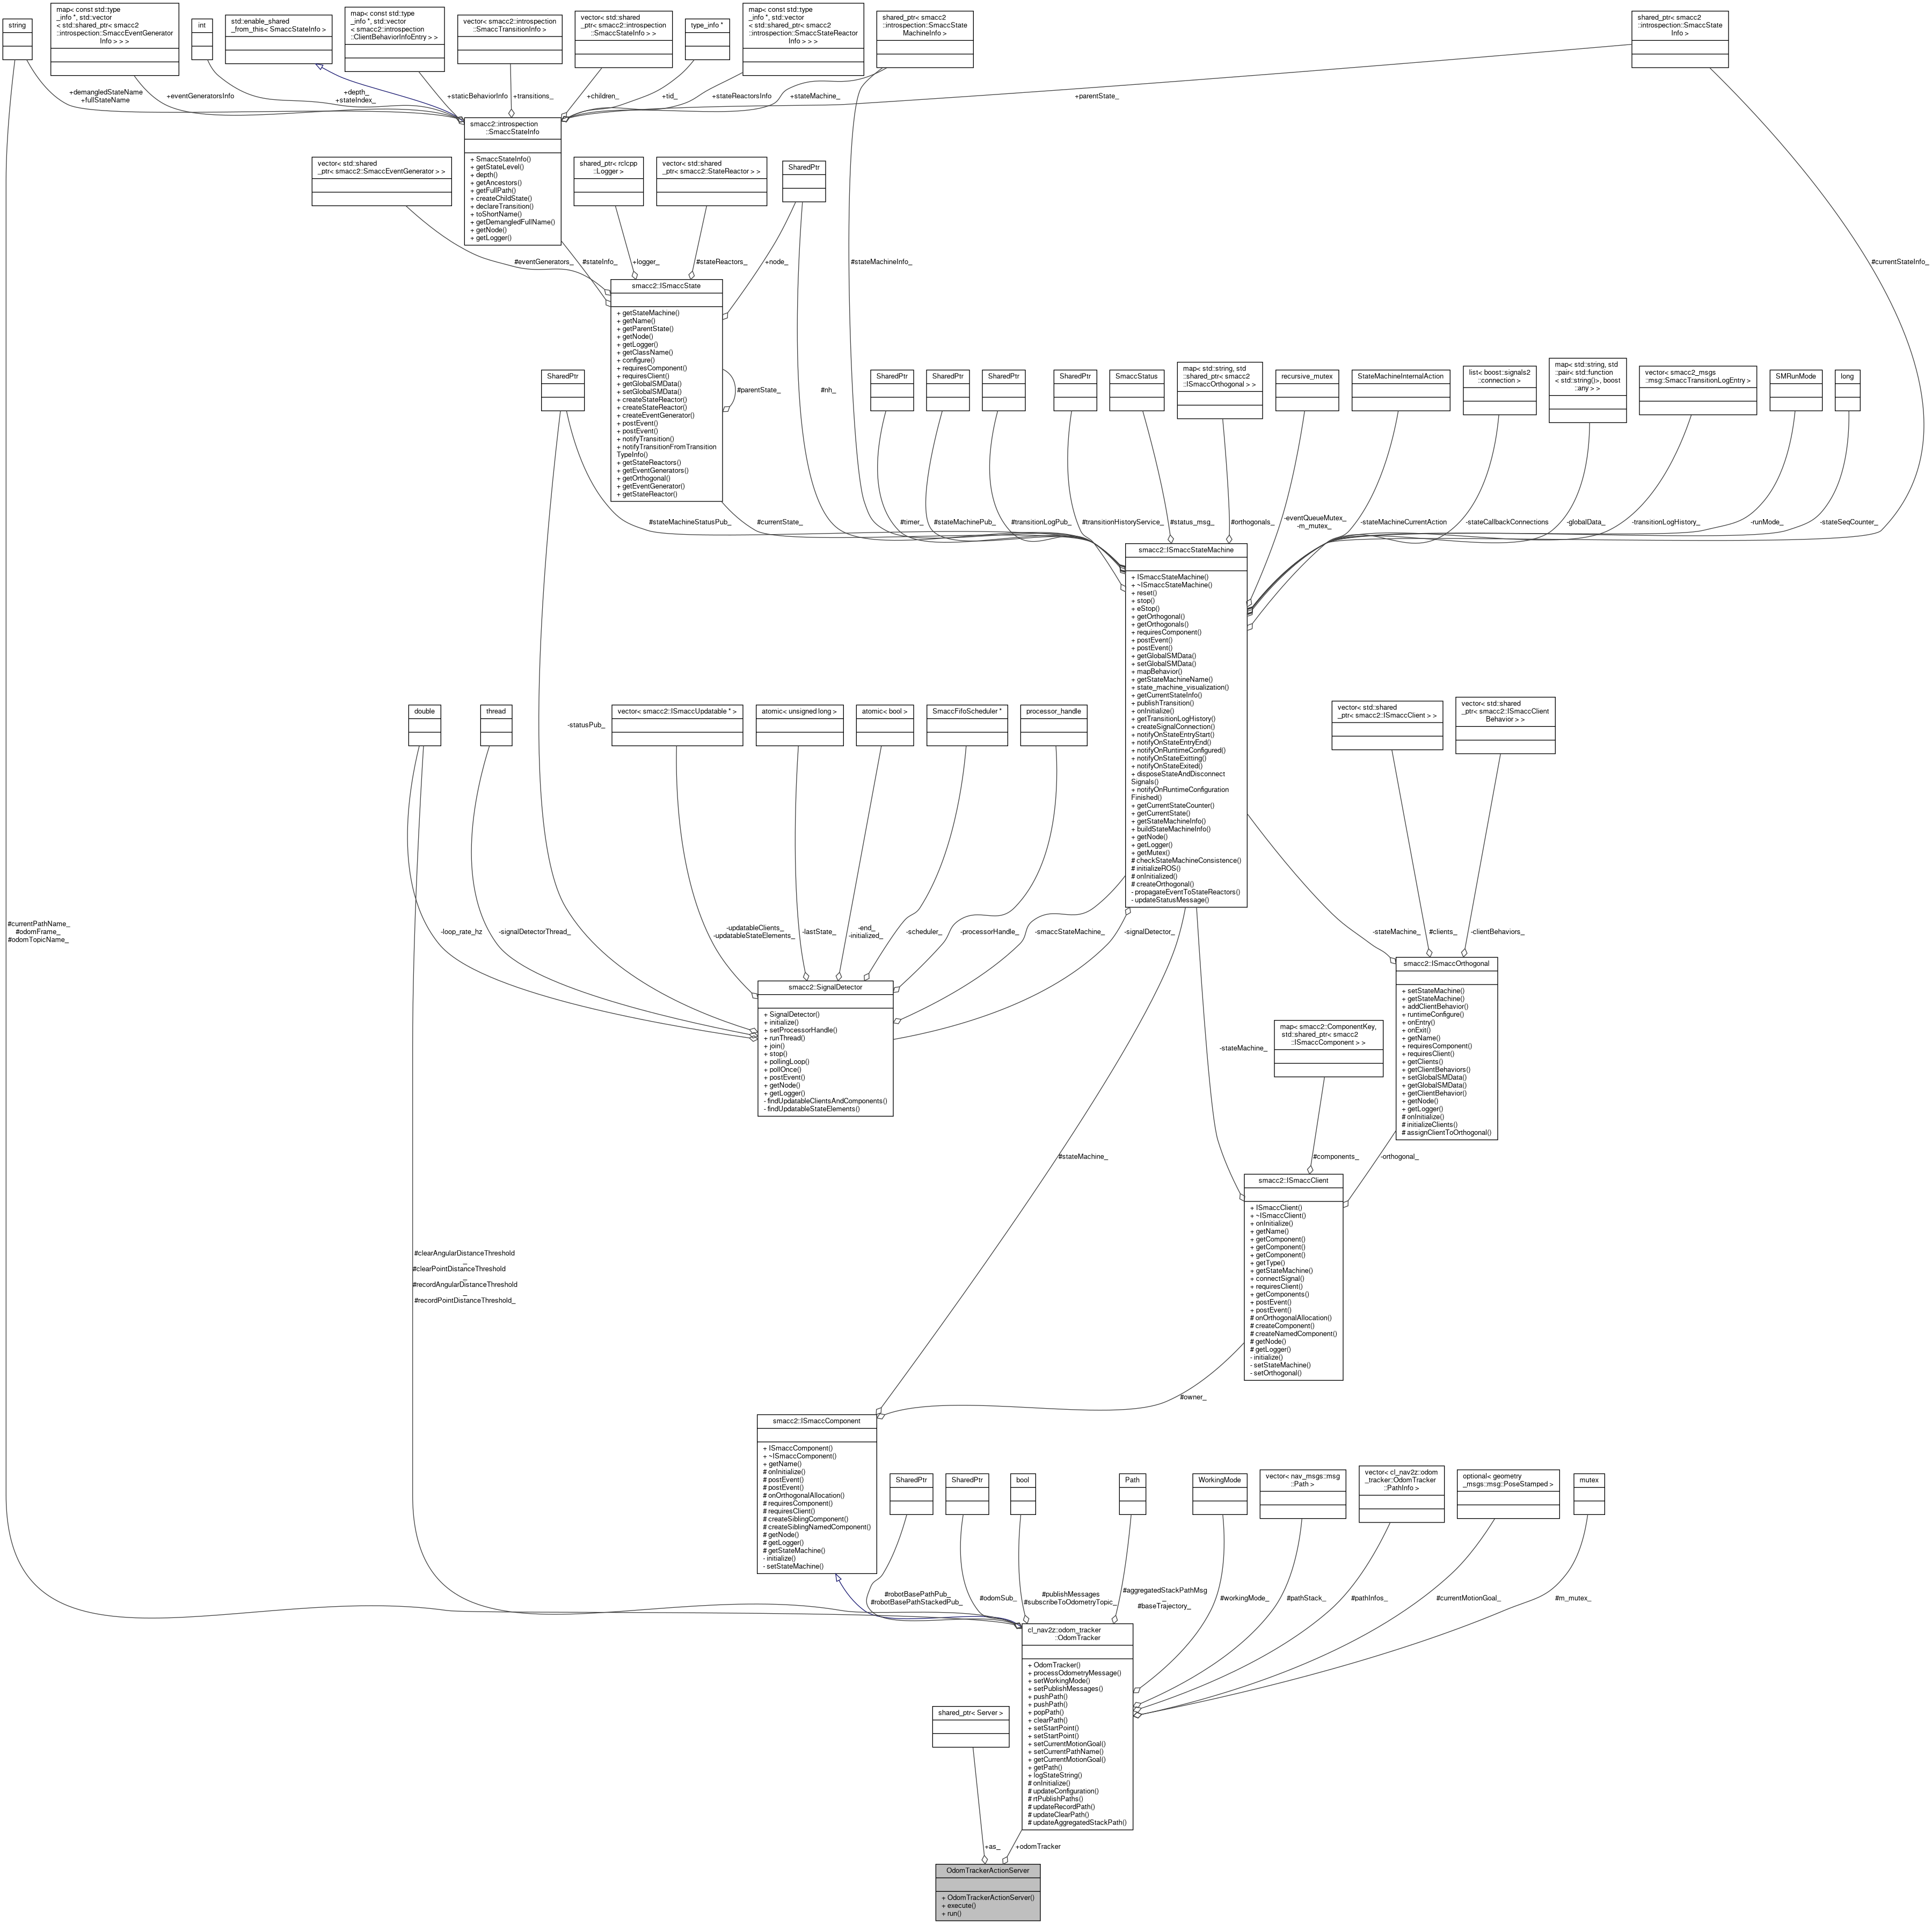 string
map< const std::type
_info *, std::vector
< std::shared_ptr< smacc2
::introspection::SmaccEventGenerator
Info > > >
int
std::enable_shared
_from_this< SmaccStateInfo >
map< const std::type
_info *, std::vector
< smacc2::introspection
::ClientBehaviorInfoEntry > >
vector< smacc2::introspection
::SmaccTransitionInfo >
vector< std::shared
_ptr< smacc2::introspection
::SmaccStateInfo > >
type_info *
map< const std::type
_info *, std::vector
< std::shared_ptr< smacc2
::introspection::SmaccStateReactor
Info > > >
shared_ptr< smacc2
::introspection::SmaccState
MachineInfo >
shared_ptr< smacc2
::introspection::SmaccState
Info >
+demangledStateName
+fullStateName
+eventGeneratorsInfo
+depth_
+stateIndex_
+staticBehaviorInfo
+transitions_
+children_
+tid_
+stateReactorsInfo
+stateMachine_
+parentState_
smacc2::introspection
::SmaccStateInfo
+ SmaccStateInfo()
+ getStateLevel()
+ depth()
+ getAncestors()
+ getFullPath()
+ createChildState()
+ declareTransition()
+ toShortName()
+ getDemangledFullName()
+ getNode()
+ getLogger()
vector< std::shared
_ptr< smacc2::SmaccEventGenerator > >
shared_ptr< rclcpp
::Logger >
vector< std::shared
_ptr< smacc2::StateReactor > >
SharedPtr
#eventGenerators_
#stateInfo_
+logger_
#stateReactors_
+node_
#stateMachineInfo_
#currentStateInfo_
smacc2::ISmaccState
+ getStateMachine()
+ getName()
+ getParentState()
+ getNode()
+ getLogger()
+ getClassName()
+ configure()
+ requiresComponent()
+ requiresClient()
+ getGlobalSMData()
+ setGlobalSMData()
+ createStateReactor()
+ createStateReactor()
+ createEventGenerator()
+ postEvent()
+ postEvent()
+ notifyTransition()
+ notifyTransitionFromTransition
TypeInfo()
+ getStateReactors()
+ getEventGenerators()
+ getOrthogonal()
+ getEventGenerator()
+ getStateReactor()
#parentState_
#nh_
SharedPtr
SharedPtr
SharedPtr
SharedPtr
SharedPtr
SmaccStatus
map< std::string, std
::shared_ptr< smacc2
::ISmaccOrthogonal > >
recursive_mutex
StateMachineInternalAction
list< boost::signals2
::connection >
map< std::string, std
::pair< std::function
< std::string()>, boost
::any > >
vector< smacc2_msgs
::msg::SmaccTransitionLogEntry >
SMRunMode
long
#stateMachineStatusPub_
#currentState_
#timer_
#stateMachinePub_
#transitionLogPub_
#transitionHistoryService_
#status_msg_
#orthogonals_
-eventQueueMutex_
-m_mutex_
-stateMachineCurrentAction
-stateCallbackConnections
-globalData_
-transitionLogHistory_
-runMode_
-stateSeqCounter_
smacc2::ISmaccStateMachine
+ ISmaccStateMachine()
+ ~ISmaccStateMachine()
+ reset()
+ stop()
+ eStop()
+ getOrthogonal()
+ getOrthogonals()
+ requiresComponent()
+ postEvent()
+ postEvent()
+ getGlobalSMData()
+ setGlobalSMData()
+ mapBehavior()
+ getStateMachineName()
+ state_machine_visualization()
+ getCurrentStateInfo()
+ publishTransition()
+ onInitialize()
+ getTransitionLogHistory()
+ createSignalConnection()
+ notifyOnStateEntryStart()
+ notifyOnStateEntryEnd()
+ notifyOnRuntimeConfigured()
+ notifyOnStateExitting()
+ notifyOnStateExited()
+ disposeStateAndDisconnect
Signals()
+ notifyOnRuntimeConfiguration
Finished()
+ getCurrentStateCounter()
+ getCurrentState()
+ getStateMachineInfo()
+ buildStateMachineInfo()
+ getNode()
+ getLogger()
+ getMutex()
# checkStateMachineConsistence()
# initializeROS()
# onInitialized()
# createOrthogonal()
- propagateEventToStateReactors()
- updateStatusMessage()
double
thread
vector< smacc2::ISmaccUpdatable * >
atomic< unsigned long >
atomic< bool >
SmaccFifoScheduler *
processor_handle
-statusPub_
vector< std::shared
_ptr< smacc2::ISmaccClient > >
vector< std::shared
_ptr< smacc2::ISmaccClient
Behavior > >
#currentPathName_
#odomFrame_
#odomTopicName_
-loop_rate_hz
-signalDetectorThread_
-updatableClients_
-updatableStateElements_
-lastState_
-end_
-initialized_
-scheduler_
-processorHandle_
-smaccStateMachine_
-signalDetector_
-stateMachine_
#clients_
-clientBehaviors_
smacc2::SignalDetector
+ SignalDetector()
+ initialize()
+ setProcessorHandle()
+ runThread()
+ join()
+ stop()
+ pollingLoop()
+ pollOnce()
+ postEvent()
+ getNode()
+ getLogger()
- findUpdatableClientsAndComponents()
- findUpdatableStateElements()
smacc2::ISmaccOrthogonal
+ setStateMachine()
+ getStateMachine()
+ addClientBehavior()
+ runtimeConfigure()
+ onEntry()
+ onExit()
+ getName()
+ requiresComponent()
+ requiresClient()
+ getClients()
+ getClientBehaviors()
+ setGlobalSMData()
+ getGlobalSMData()
+ getClientBehavior()
+ getNode()
+ getLogger()
# onInitialize()
# initializeClients()
# assignClientToOrthogonal()
map< smacc2::ComponentKey,
std::shared_ptr< smacc2
::ISmaccComponent > >
-stateMachine_
#stateMachine_
#components_
-orthogonal_
smacc2::ISmaccClient
+ ISmaccClient()
+ ~ISmaccClient()
+ onInitialize()
+ getName()
+ getComponent()
+ getComponent()
+ getComponent()
+ getType()
+ getStateMachine()
+ connectSignal()
+ requiresClient()
+ getComponents()
+ postEvent()
+ postEvent()
# onOrthogonalAllocation()
# createComponent()
# createNamedComponent()
# getNode()
# getLogger()
- initialize()
- setStateMachine()
- setOrthogonal()
#clearAngularDistanceThreshold
_
#clearPointDistanceThreshold
_
#recordAngularDistanceThreshold
_
#recordPointDistanceThreshold_
#owner_
smacc2::ISmaccComponent
+ ISmaccComponent()
+ ~ISmaccComponent()
+ getName()
# onInitialize()
# postEvent()
# postEvent()
# onOrthogonalAllocation()
# requiresComponent()
# requiresClient()
# createSiblingComponent()
# createSiblingNamedComponent()
# getNode()
# getLogger()
# getStateMachine()
- initialize()
- setStateMachine()
SharedPtr
SharedPtr
bool
Path
WorkingMode
vector< nav_msgs::msg
::Path >
vector< cl_nav2z::odom
_tracker::OdomTracker
::PathInfo >
optional< geometry
_msgs::msg::PoseStamped >
mutex
#robotBasePathPub_
#robotBasePathStackedPub_
#odomSub_
#publishMessages
#subscribeToOdometryTopic_
#aggregatedStackPathMsg
_
#baseTrajectory_
#workingMode_
#pathStack_
#pathInfos_
#currentMotionGoal_
#m_mutex_
cl_nav2z::odom_tracker
::OdomTracker
+ OdomTracker()
+ processOdometryMessage()
+ setWorkingMode()
+ setPublishMessages()
+ pushPath()
+ pushPath()
+ popPath()
+ clearPath()
+ setStartPoint()
+ setStartPoint()
+ setCurrentMotionGoal()
+ setCurrentPathName()
+ getCurrentMotionGoal()
+ getPath()
+ logStateString()
# onInitialize()
# updateConfiguration()
# rtPublishPaths()
# updateRecordPath()
# updateClearPath()
# updateAggregatedStackPath()
shared_ptr< Server >
+as_
+odomTracker
OdomTrackerActionServer
+ OdomTrackerActionServer()
+ execute()
+ run()